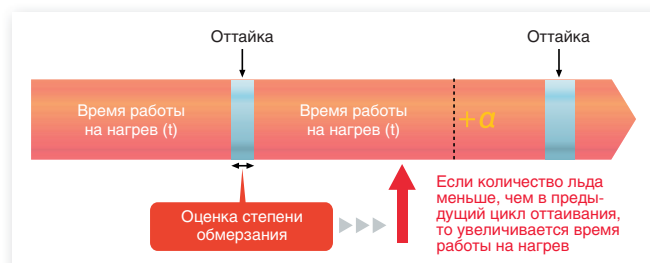 Оттайка
Оттайка
Время работы
на нагрев (t)
Время работы
на нагрев (t)
+α
Оценка степени
обмерзания
Если количество льда
меньше, чем в преды-
дущий цикл оттаивания,
то увеличивается время
работы на нагрев